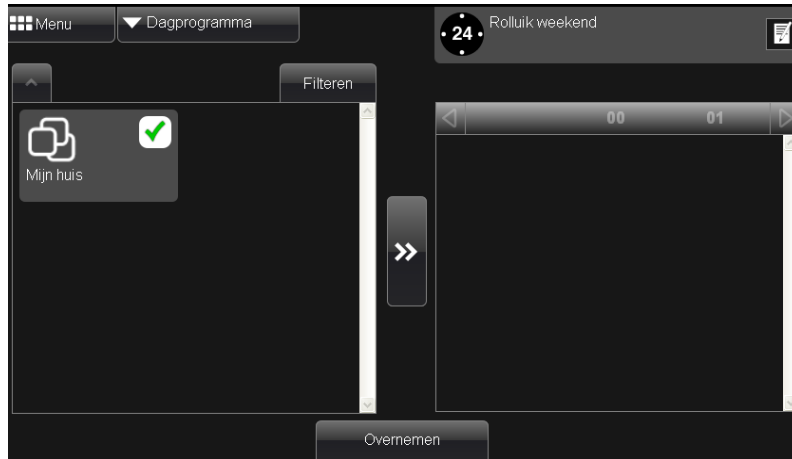 Menu
Dagprogramma
24
Rolluik weekend
Filteren
00 01
Mijn huis
Overnemen